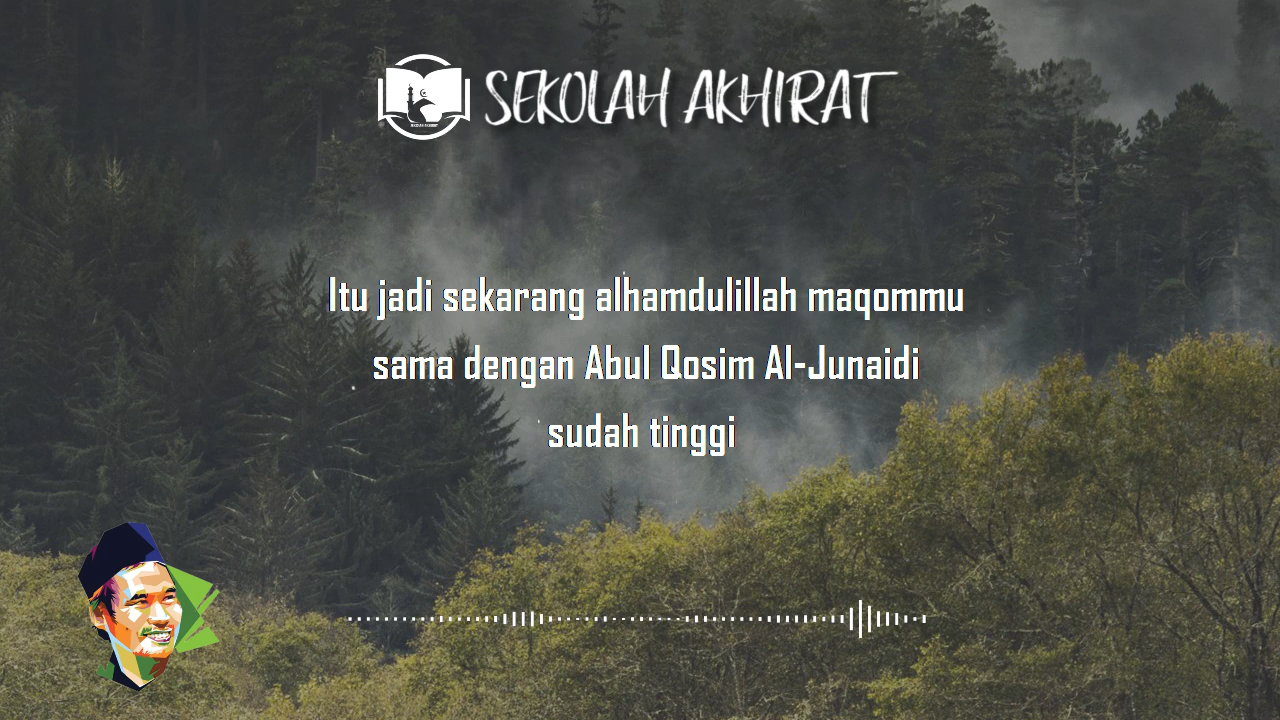 SEKOLAH AKHIRAT
Itu jadi sekarang alhamdulillah maqommu
sama dengan Abul Qosim Al-Junaidi
sudah tinggi